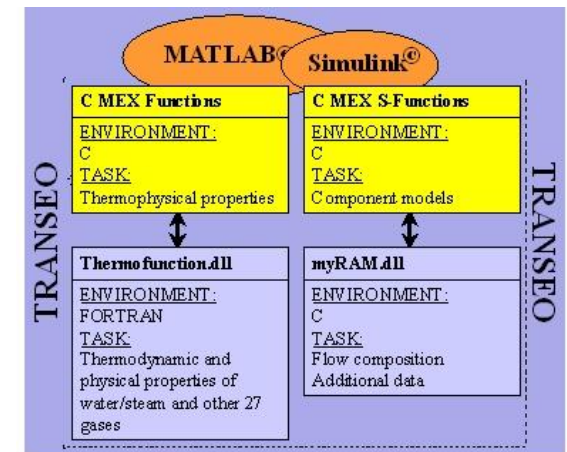 MATLAB©
Simulink©
TRANSEO
C MEX Functions
ENVIRONMENT:
C
TASK:
Thermophysical properties
C MEX S-Functions
ENVIRONMENT:
C
TASK:
Component models
Thermofunction.dll
ENVIRONMENT:
FORTRAN
TASK:
Thermodynamic and
physical properties of
water/steam and other 27
gases
myRAM.dll
ENVIRONMENT:
C
TASK:
Flow composition
Additional data
TRANSEO